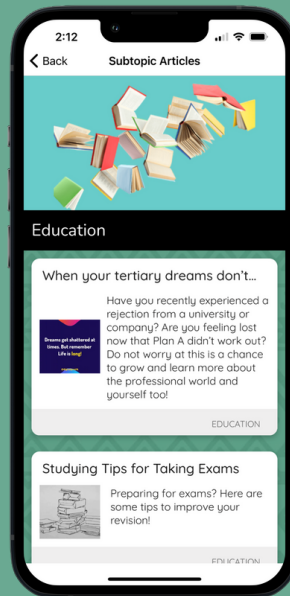 2:12
Back
Subtopic Articles
Education
When your tertiary dreams don't...
Have you recently experienced a
rejection from a university or
company? Are you feeling lost
now that Plan A didn't work out?
Do not worry at this is a chance
to grow and learn more about
the professional world and
yourself too!
Dreams get shattered at
times. But remember
Life is long!
EDUCATION
Studying Tips for Taking Exams
Preparing for exams? Here are
some tips to improve your
revision!
EDUCATION